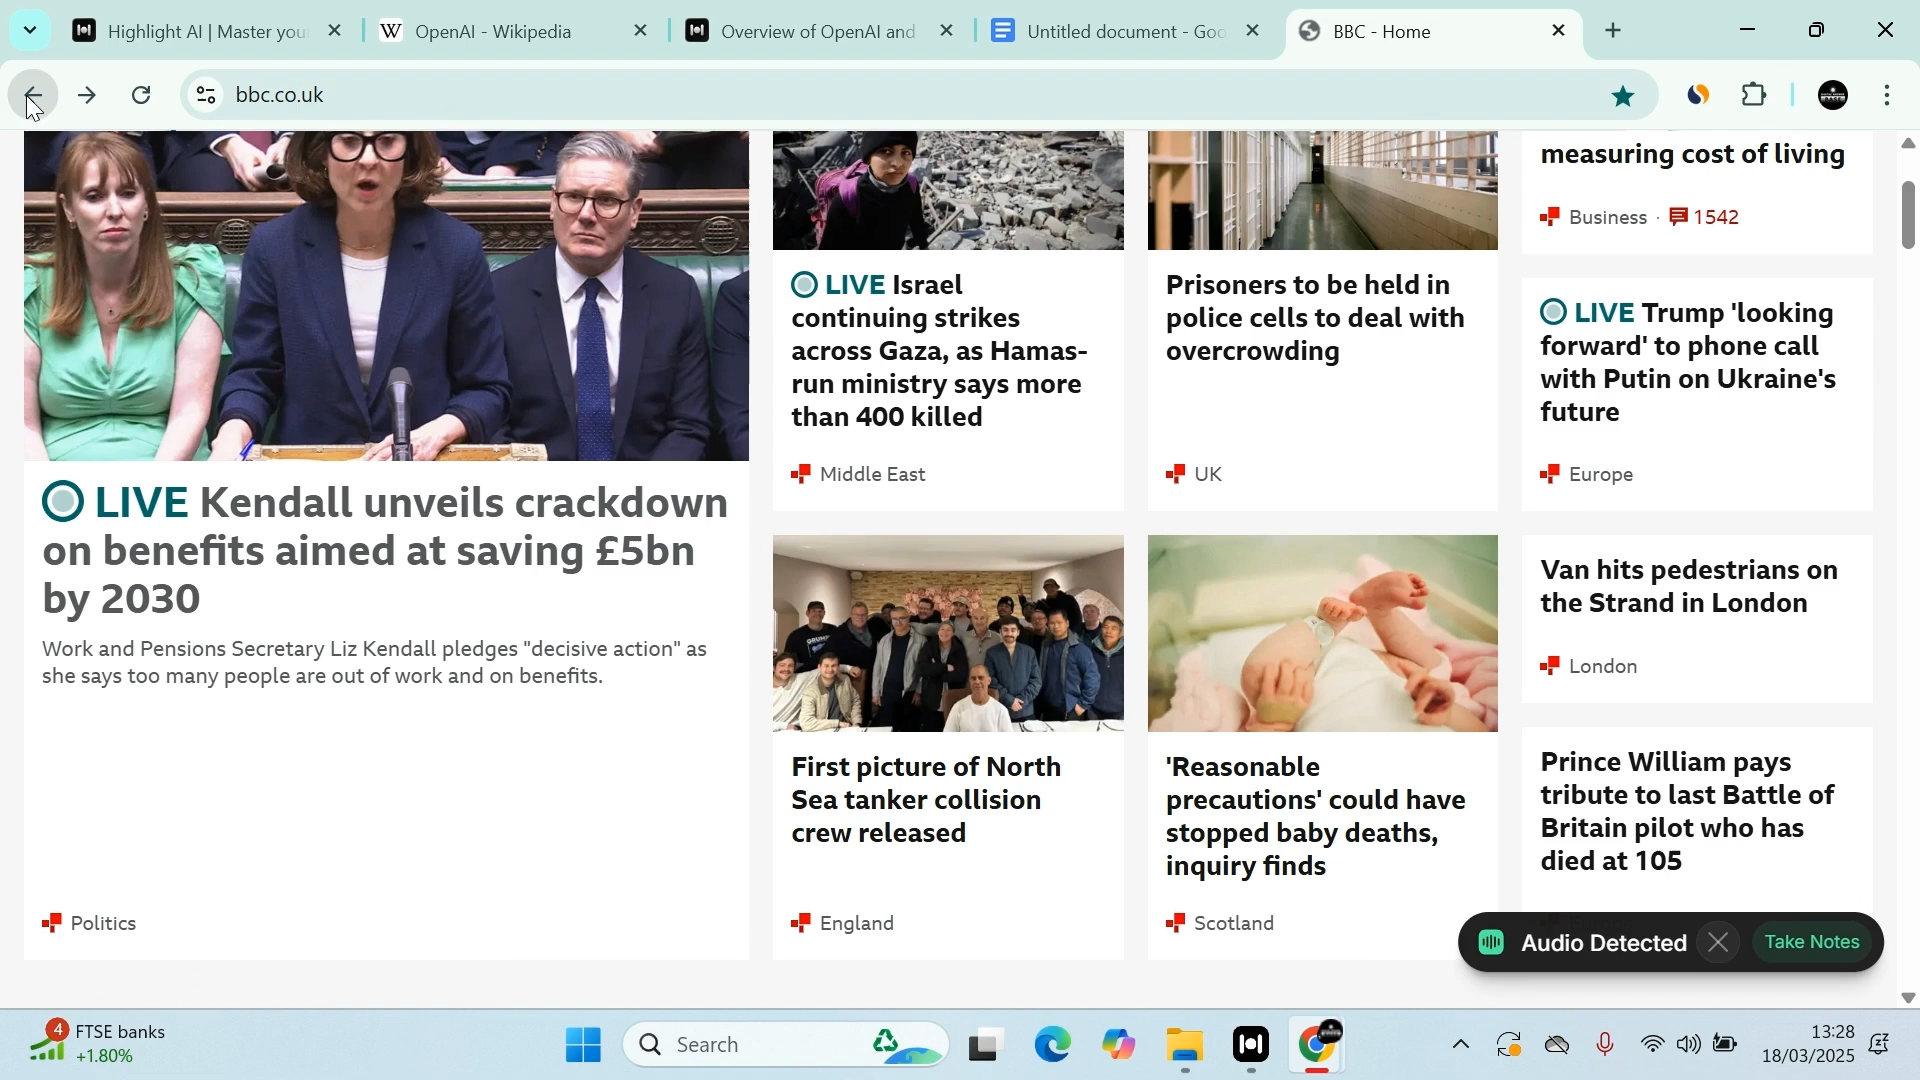 Highlight AI | Master you
OpenAI - Wikipedia
Overview of OpenAI and
Untitled document - Goo
BBC - Home
bbc.co.uk
LIVE Kendall unveils crackdown
on benefits aimed at saving £5bn
by 2030
Work and Pensions Secretary Liz Kendall pledges "decisive action" as
she says too many people are out of work and on benefits.
Politics
LIVE Israel
continuing strikes
across Gaza, as Hamas-
run ministry says more
than 400 killed
Middle East
Prisoners to be held in
police cells to deal with
overcrowding
UK
measuring cost of living
Business · 1542
LIVE Trump 'looking
forward' to phone call
with Putin on Ukraine's
future
Europe
First picture of North
Sea tanker collision
crew released
England
'Reasonable
precautions' could have
stopped baby deaths,
inquiry finds
Scotland
Van hits pedestrians on
the Strand in London
London
Prince William pays
tribute to last Battle of
Britain pilot who has
died at 105
Audio Detected
Take Notes
4
FTSE banks
+1.80%
Search
13:28
18/03/2025